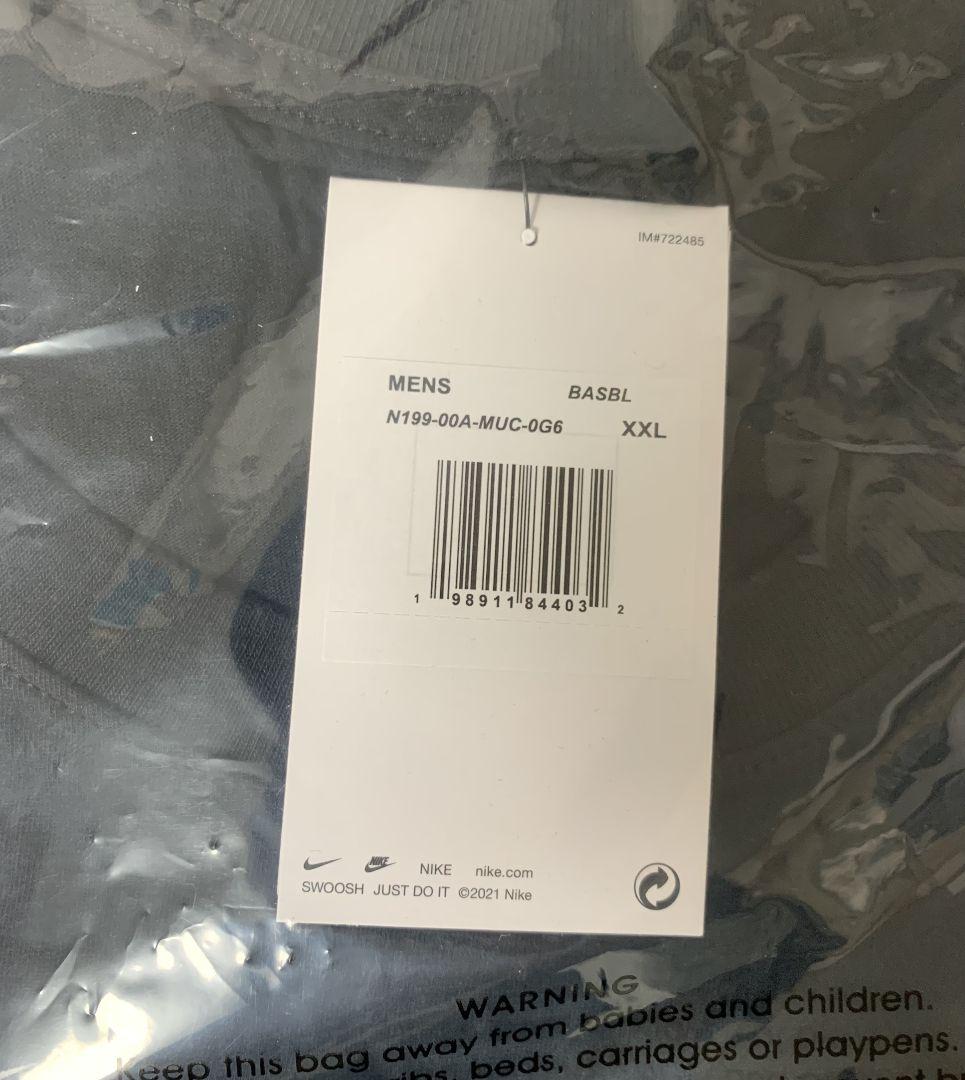 IM#722485
MENS BASBL
N199-00A-MUC-0G6 XXL
1 98911 84403 2
NIKE NIKE nike.com
SWOOSH JUST DO IT ©2021 Nike
WARNING
Keep this bag away from babies and children.
beds, carriages or playpens.